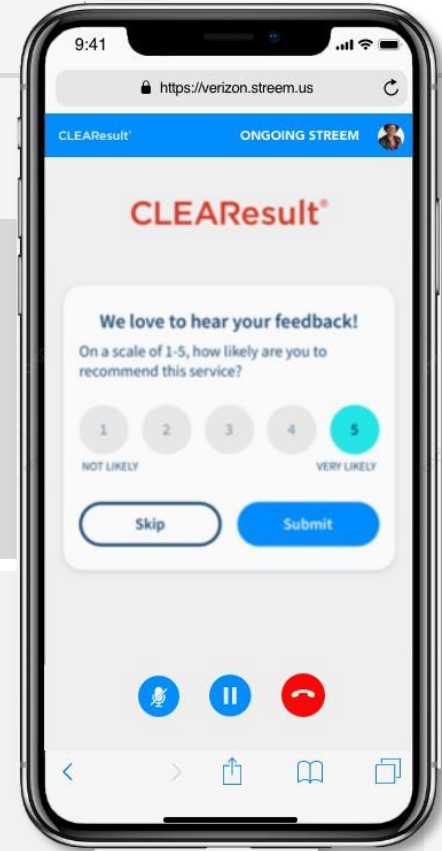 9:41
https://verizon.streem.us
CLEAResult®
ONGOING STREEM
CLEAResult®
We love to hear your feedback!
On a scale of 1-5, how likely are you to
recommend this service?
1 2 3 4 5
NOT LIKELY VERY LIKELY
Skip Submit